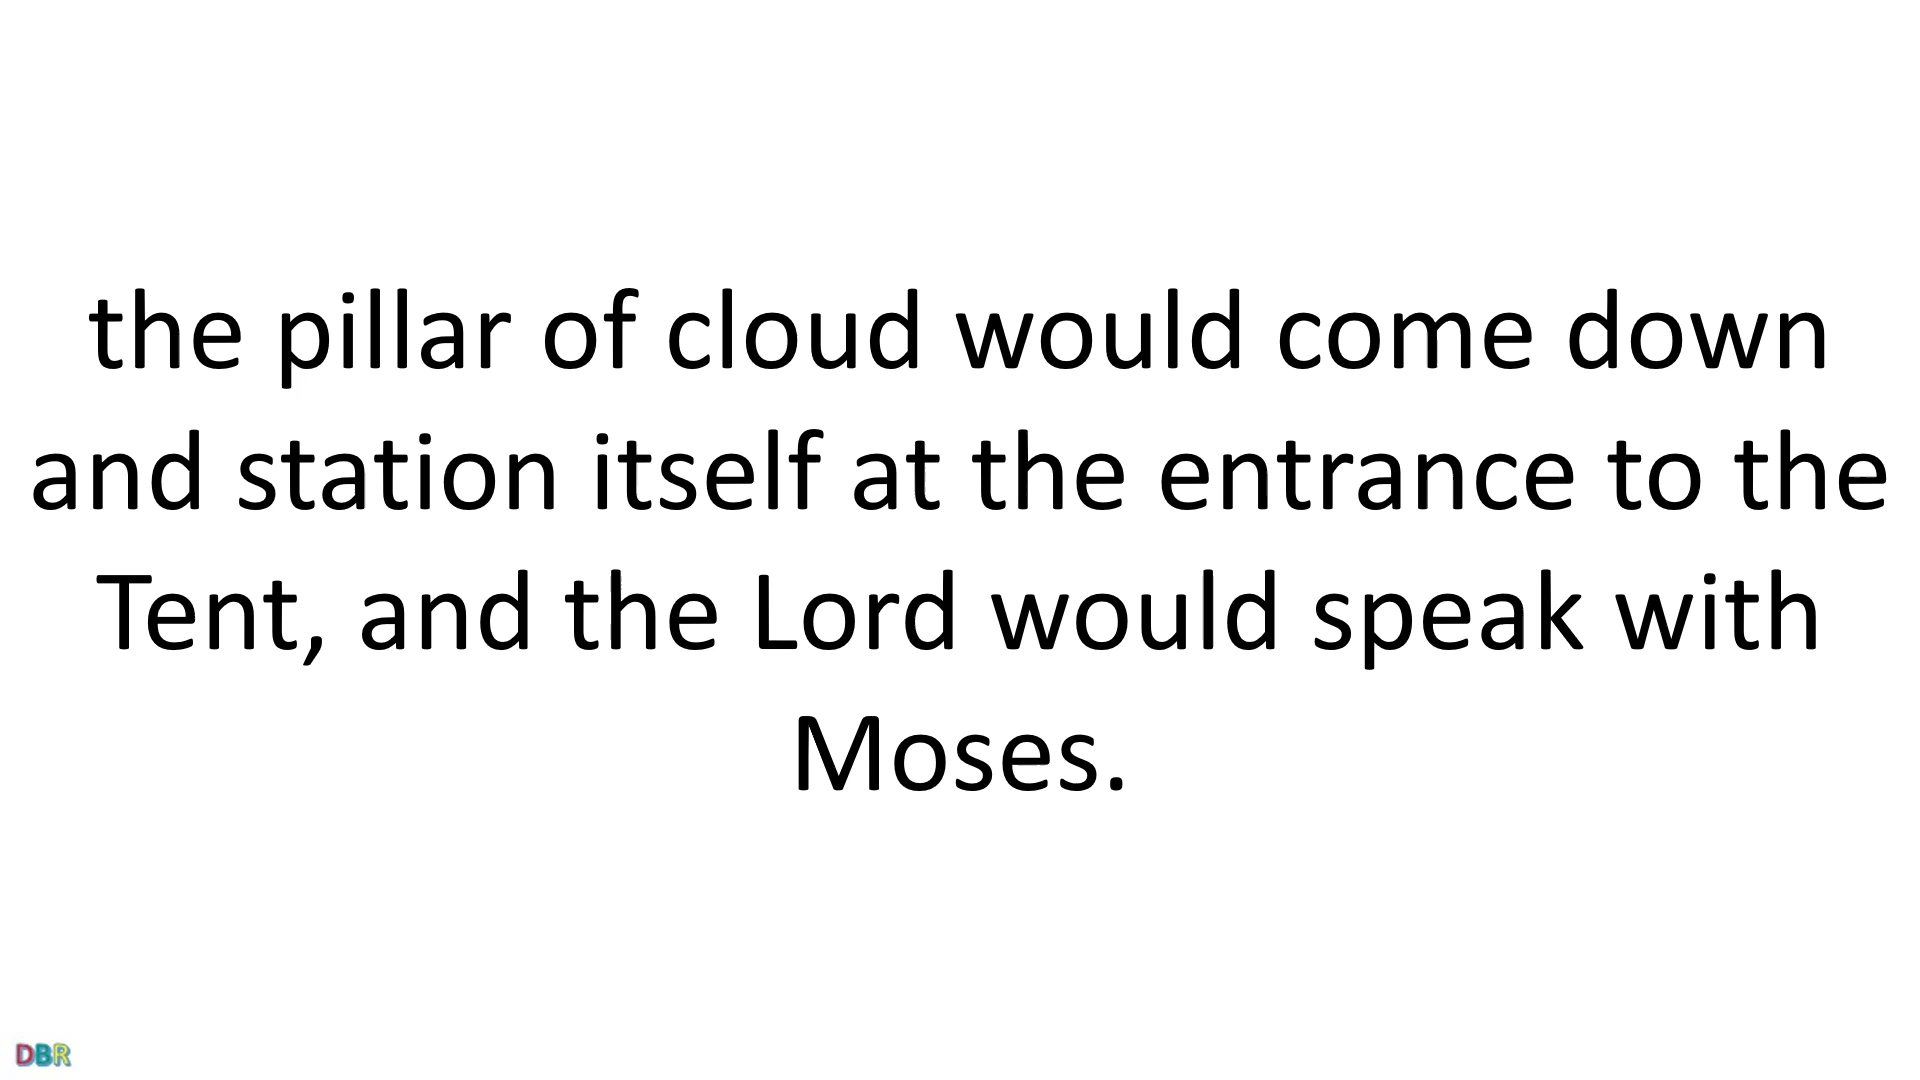 the pillar of cloud would come down
and station itself at the entrance to the
Tent, and the Lord would speak with
Moses.
DBR